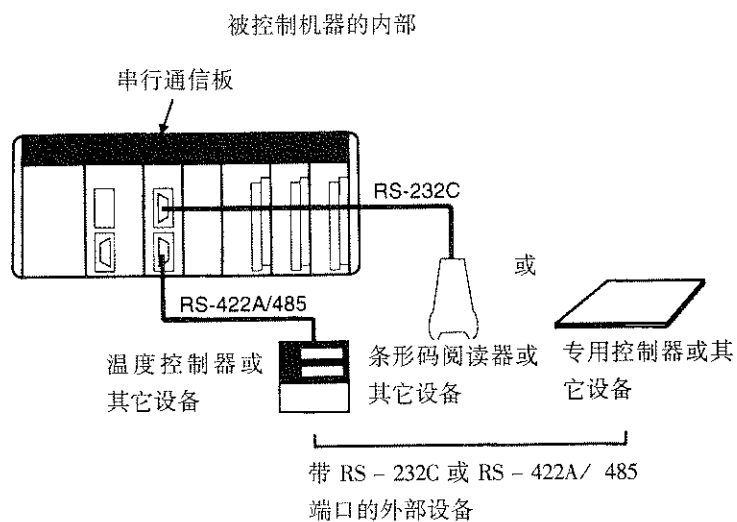 被控制机器的内部
串行通信板
RS-232C
或
RS-422A/485
温度控制器或
其它设备
条形码阅读器或
其它设备
专用控制器或其
它设备
带 RS – 232C 或 RS – 422A/ 485
端口的外部设备